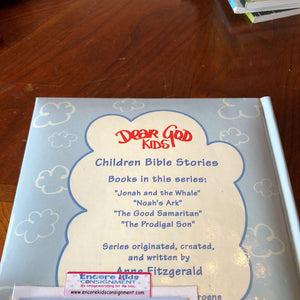 DEAR GOD
KIDS
Children Bible Stories
Books in this series:
"Jonah and the Whale"
"Noah's Ark"
"The Good Samaritan"
"The Prodigal Son"
Series originated, created,
and written by
Anne Fitzgerald
Encore Kids
CONSIGNMENT
www.encorekidsconsignment.com